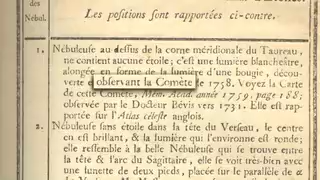 des
Nébul.
Les positions sont rapportées ci-contre.
1. Nébuleuse au dessus de la corne méridionale du Taureau,
ne contient aucune étoile; c'est une lumière blancheâtre,
alongée en forme de la lumière d'une bougie, décou-
verte observant la Comète de 1758. Voyez la Carte
de cette Comète, Mém. Acad. année 1759, page 188;
observée par le Docteur Bévis vers 1731. Elle est rap-
portée sur l'Atlas céleste anglois.
2. Nébuleuse sans étoile dans la tête du Verseau, le centre
en est brillant, & la lumière qui l'environne est ronde;
elle ressemble à la belle Nébuleuse qui se trouve entre
la tête & l'arc du Sagittaire, elle se voit très-bien avec
une lunette de deux pieds, placée sur le parallèle de α